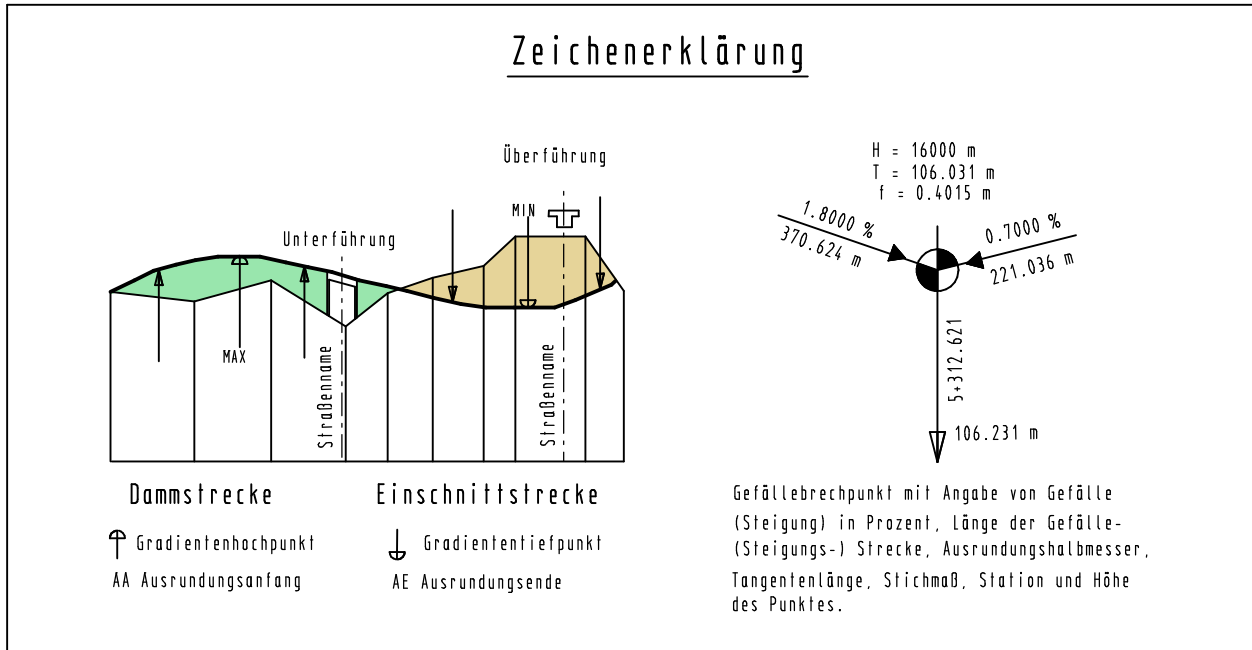 Zeichenerklärung
Überführung
MIN
Unterführung
MAX
Straßenname
Straßenname
Dammstrecke
Einschnittstrecke
Gradientenhochpunkt
Gradiententiefpunkt
AA Ausrundungsanfang
AE Ausrundungsende
H = 16000 m
T = 106.031 m
f = 0.4015 m
1.8000 %
370.624 m
0.7000 %
221.036 m
5+312.621
106.231 m
Gefällebrechpunkt mit Angabe von Gefälle
(Steigung) in Prozent, Länge der Gefälle-
(Steigungs-) Strecke, Ausrundungshalbmesser,
Tangentenlänge, Stichmaß, Station und Höhe
des Punktes.